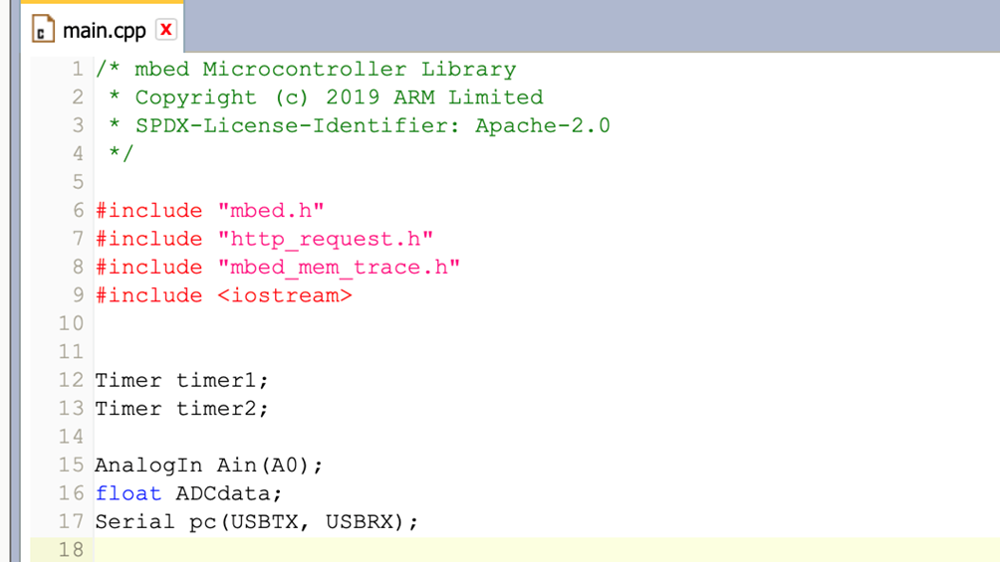 main.cpp x
1 /* mbed Microcontroller Library
2 * Copyright (c) 2019 ARM Limited
3 * SPDX-License-Identifier: Apache-2.0
4 */
5
6 #include "mbed.h"
7 #include "http_request.h"
8 #include "mbed_mem_trace.h"
9 #include <iostream>
10
11
12 Timer timer1;
13 Timer timer2;
14
15 AnalogIn Ain(A0);
16 float ADCdata;
17 Serial pc(USBTX, USBRX);
18